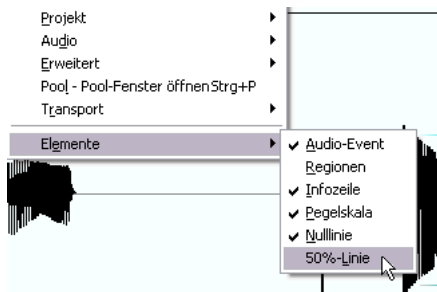 Projekt
Audio
Erweitert
Pool - Pool-Fenster öffnen Strg+P
Transport
Elemente
Audio-Event
Regionen
Infozeile
Pegelskala
Nulllinie
50%-Linie